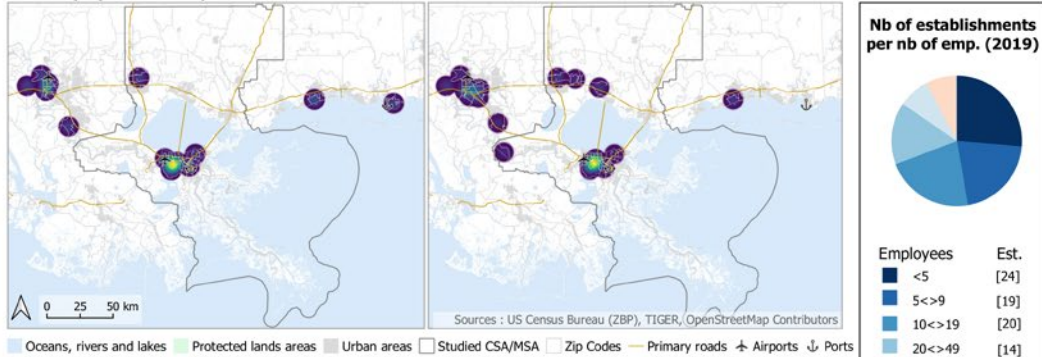 Nb of establishments
per nb of emp. (2019)
Employees Est.
<5 [24]
5<>9 [19]
10<>19 [20]
20<>49 [14]
0 25 50 km
Sources : US Census Bureau (ZBP), TIGER, OpenStreetMap Contributors
Oceans, rivers and lakes Protected lands areas Urban areas Studied CSA/MSA Zip Codes Primary roads Airports Ports